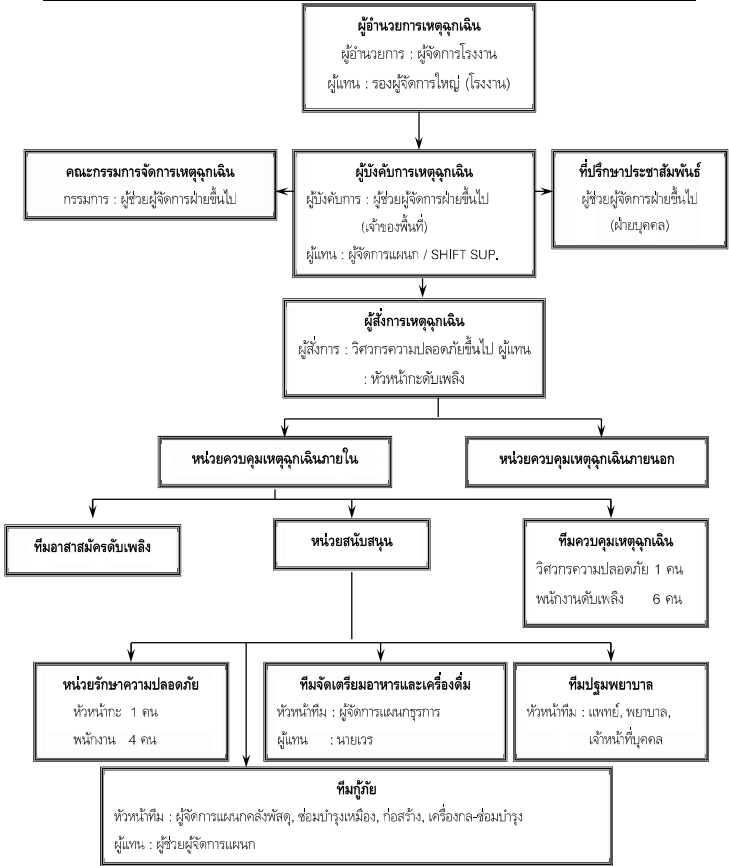 ผู้อำนวยการเหตุฉุกเฉิน
ผู้อำนวยการ : ผู้จัดการโรงงาน
ผู้แทน : รองผู้จัดการใหญ่ (โรงงาน)
คณะกรรมการจัดการเหตุฉุกเฉิน
กรรมการ : ผู้ช่วยผู้จัดการฝ่ายขึ้นไป
ผู้บังคับการเหตุฉุกเฉิน
ผู้บังคับการ : ผู้ช่วยผู้จัดการฝ่ายขึ้นไป
(เจ้าของพื้นที่)
ผู้แทน : ผู้จัดการแผนก / SHIFT SUP.
ที่ปรึกษาประชาสัมพันธ์
ผู้ช่วยผู้จัดการฝ่ายขึ้นไป
(ฝ่ายบุคคล)
ผู้สั่งการเหตุฉุกเฉิน
ผู้สั่งการ : วิศวกรความปลอดภัยขึ้นไป ผู้แทน
: หัวหน้ากะดับเพลิง
หน่วยควบคุมเหตุฉุกเฉินภายใน
หน่วยควบคุมเหตุฉุกเฉินภายนอก
ทีมอาสาสมัครดับเพลิง
หน่วยสนับสนุน
ทีมควบคุมเหตุฉุกเฉิน
วิศวกรความปลอดภัย 1 คน
พนักงานดับเพลิง 6 คน
หน่วยรักษาความปลอดภัย
หัวหน้ากะ 1 คน
พนักงาน 4 คน
ทีมจัดเตรียมอาหารและเครื่องดื่ม
หัวหน้าทีม : ผู้จัดการแผนกธุรการ
ผู้แทน : นายเวร
ทีมปฐมพยาบาล
หัวหน้าทีม : แพทย์, พยาบาล,
เจ้าหน้าที่บุคคล
ทีมกู้ภัย
หัวหน้าทีม : ผู้จัดการแผนกคลังพัสดุ, ซ่อมบำรุงเหมือง, ก่อสร้าง, เครื่องกล-ซ่อมบำรุง
ผู้แทน : ผู้ช่วยผู้จัดการแผนก